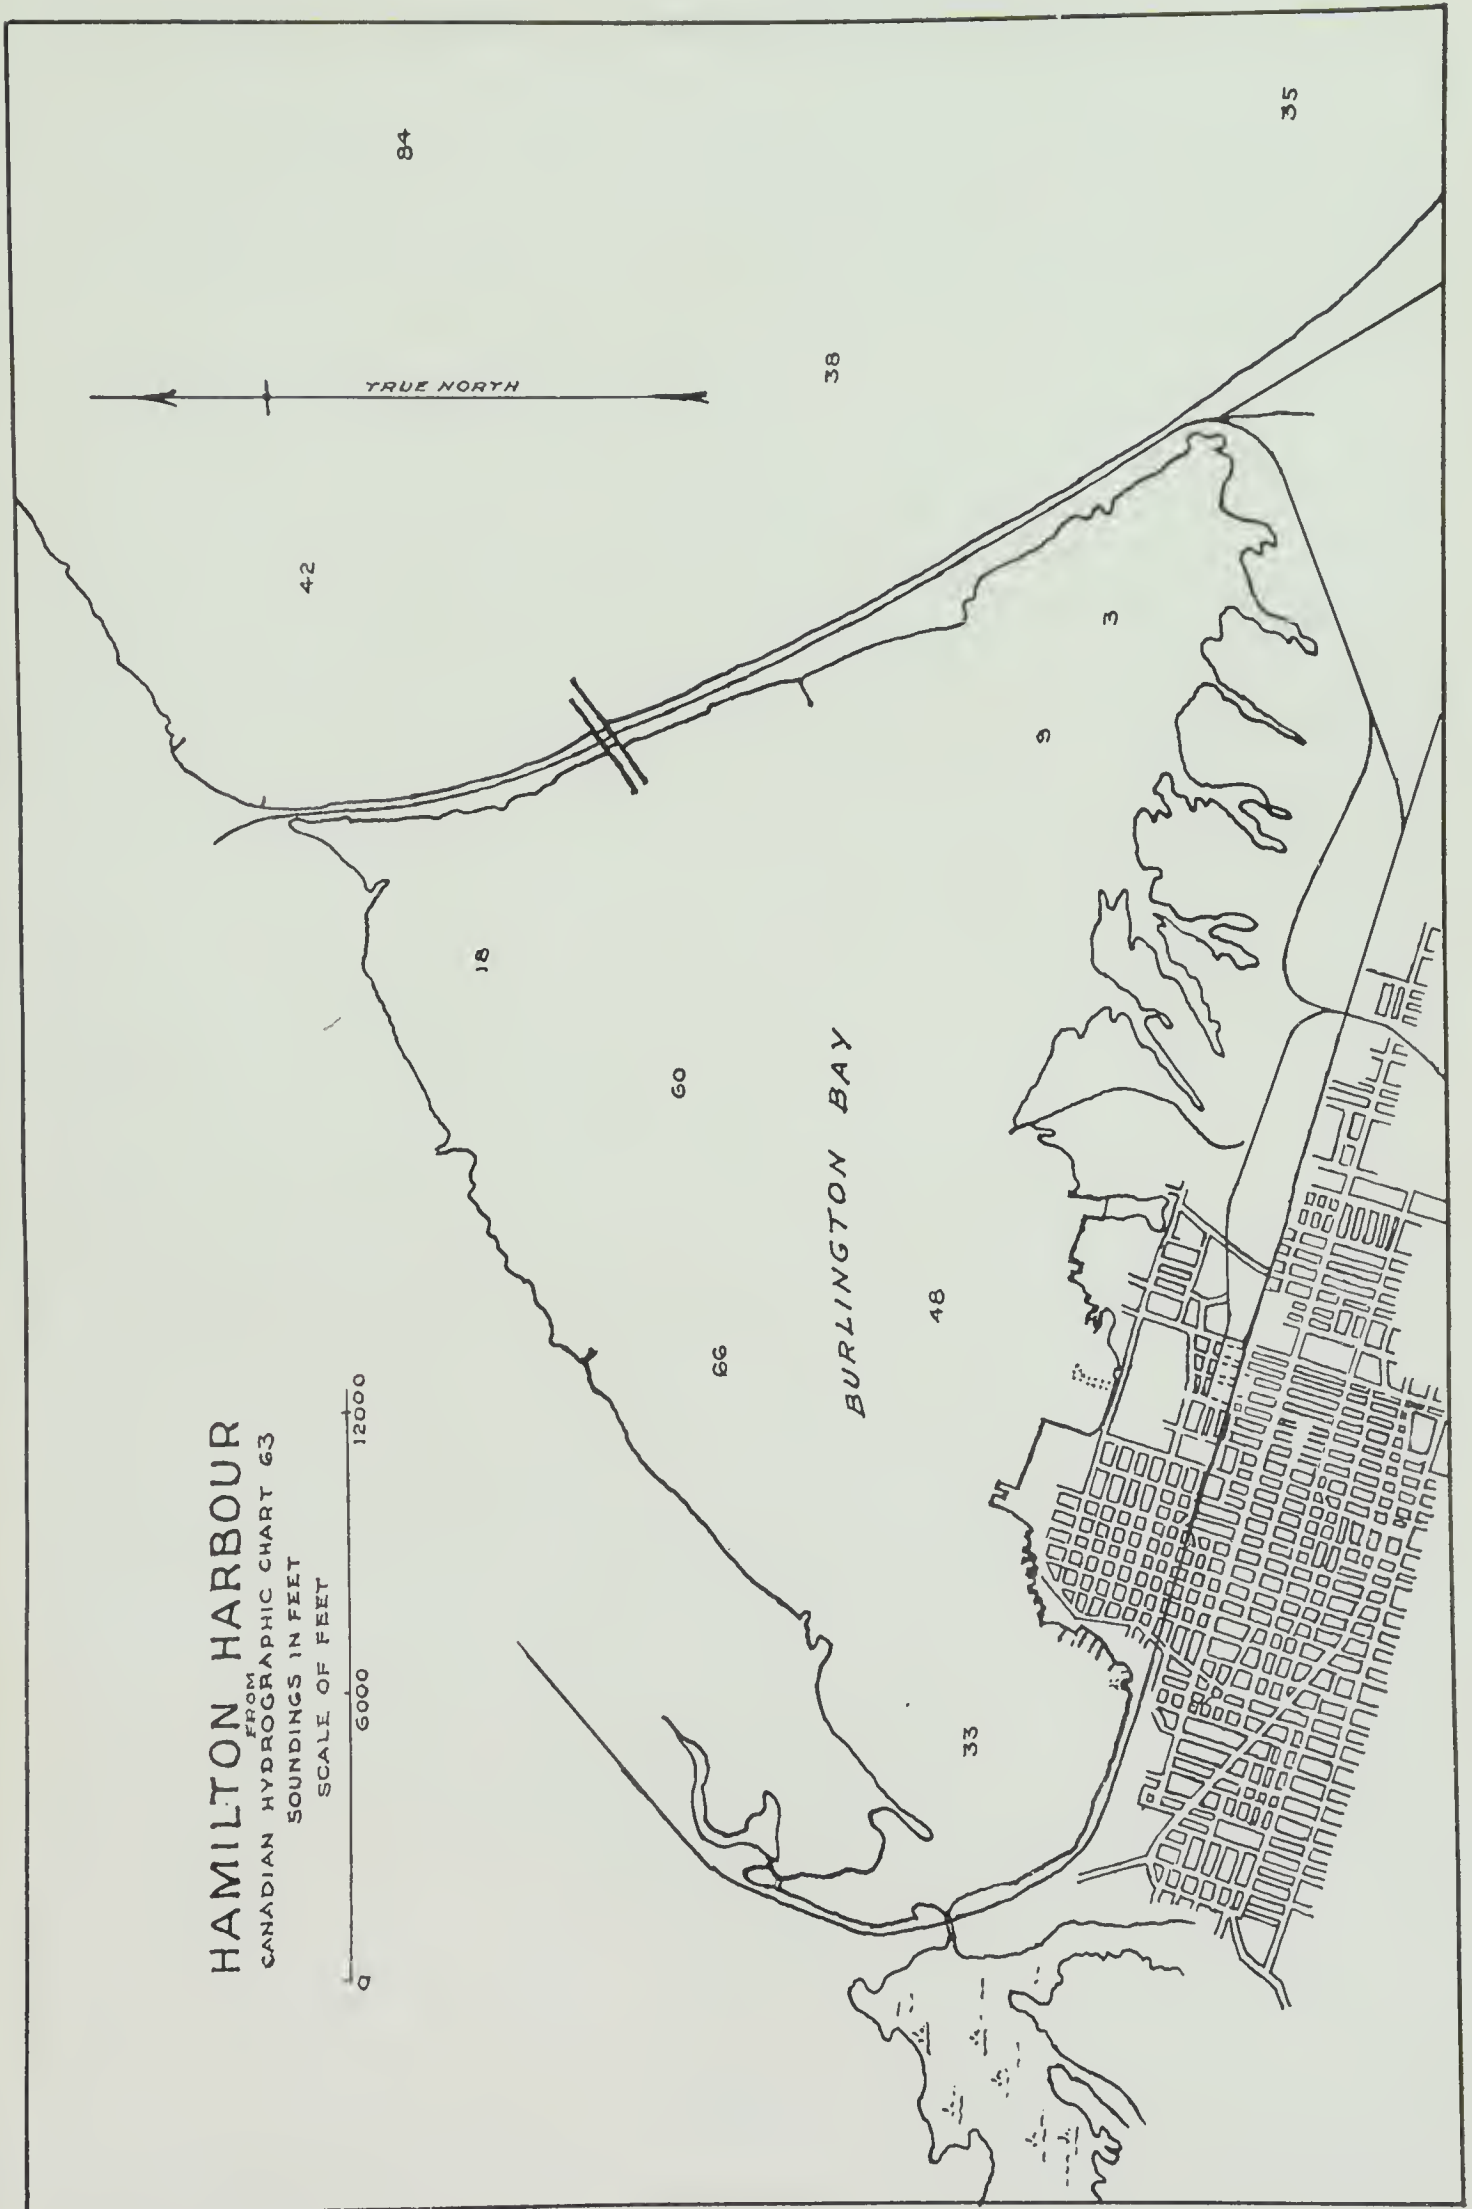 HAMILTON HARBOUR
FROM
CANADIAN HYDROGRAPHIC CHART 63
SOUNDINGS IN FEET
SCALE OF FEET
0 6000 12000
TRUE NORTH
84
42
18
60
66
BURLINGTON BAY
48
33
38
35
3
9